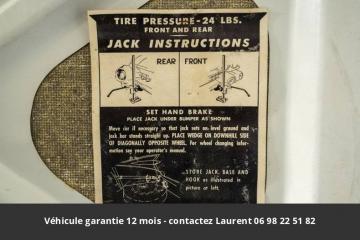 TIRE PRESSURE-24 LBS.
FRONT AND REAR
JACK INSTRUCTIONS
REAR FRONT
SET HAND BRAKE
PLACE JACK UNDER BUMPER AS SHOWN
Move car if necessary so that jack sets on level ground and
jack bar stands straight up. PLACE WEDGE ON DOWNHILL SIDE
OF DIAGONALLY OPPOSITE WHEEL. For wheel changing infor-
mation see your operator's manual.
STORE JACK, BASE AND
HOOK as illustrated in
picture at left.
Véhicule garantie 12 mois - contactez Laurent 06 98 22 51 82